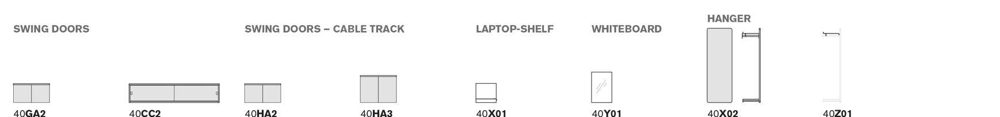 HANGER
SWING DOORS
SWING DOORS – CABLE TRACK
LAPTOP-SHELF
WHITEBOARD
40GA2
40CC2
40HA2
40HA3
40X01
40Y01
40X02
40Z01